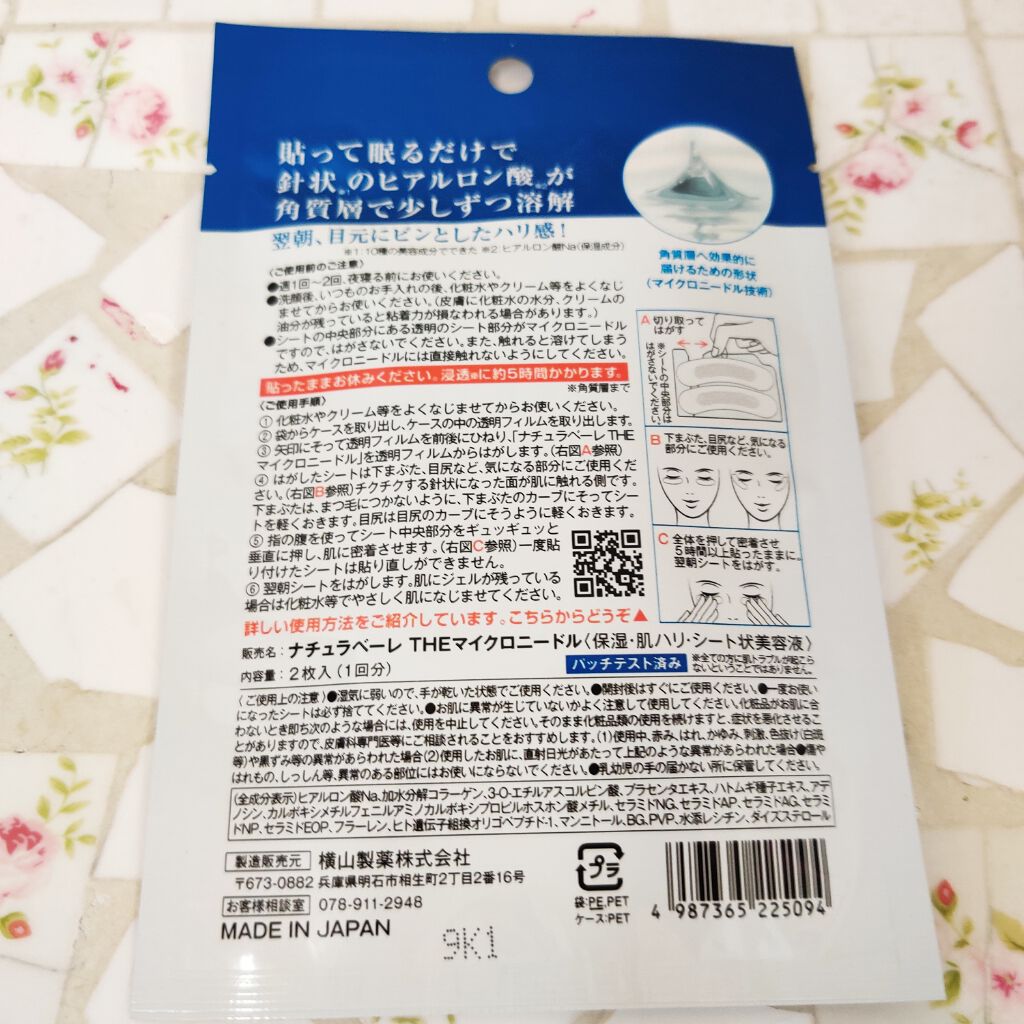 貼って眠るだけで
針状※1のヒアルロン酸※2が
角質層で少しずつ溶解
翌朝、目元にピンとしたハリ感！
※1:10種の美容成分でできた ※2 ヒアルロン酸Na(保湿成分)
角質層へ効果的に
届けるための形状
(マイクロニードル技術)
〈ご使用前のご注意〉
●週1回〜2回、夜寝る前にお使いください。
●洗顔後、いつものお手入れの後、化粧水やクリーム等をよくなじ
ませてからお使いください。(皮膚に化粧水の水分、クリームの
油分が残っていると粘着力が損なわれる場合があります。)
●シートの中央部分にある透明のシート部分がマイクロニードル
ですので、はがさないでください。また、触れると溶けてしまう
ため、マイクロニードルには直接触れないようにしてください。
貼ったままお休みください。浸透※に約5時間かかります。
※角質層まで
〈ご使用手順〉
① 化粧水やクリーム等をよくなじませてからお使いください。
② 袋からケースを取り出し、ケースの中の透明フィルムを取り出します。
③ 矢印にそって透明フィルムを前後にひねり、「ナチュラベーレ THE
マイクロニードル」を透明フィルムからはがします。(右図A参照)
④ はがしたシートは下まぶた、目尻など、気になる部分にご使用くだ
さい。(右図B参照)チクチクする針状になった面が肌に触れる側です。
下まぶたは、まつ毛につかないように、下まぶたのカーブにそってシー
トを軽くおきます。目尻は目尻のカーブにそうように軽くおきます。
⑤ 指の腹を使ってシート中央部分をギュッギュッと
垂直に押し、肌に密着させます。(右図C参照)一度貼
り付けたシートは貼り直しができません。
⑥ 翌朝シートをはがします。肌にジェルが残っている
場合は化粧水等でやさしく肌になじませてください。
詳しい使用方法をご紹介しています。こちらからどうぞ▲
A 切り取って
はがす
※シートの中央部分は
はがさないでください。
B 下まぶた、目尻など、気になる
部分にご使用ください。
C 全体を押して密着させ
5時間以上貼ったままに。
翌朝シートをはがす。
販売名：ナチュラベーレ THEマイクロニードル〈保湿・肌ハリ・シート状美容液〉
内容量：2枚入(1回分)
パッチテスト済み
※全ての方に肌トラブルが起こら
ないということではありません。
〈ご使用上の注意〉●湿気に弱いので、手が乾いた状態でご使用ください。●開封後はすぐにご使用ください。●一度お使い
になったシートは必ず捨ててください。●お肌に異常が生じていないかよく注意して使用してください。化粧品がお肌に合
わないとき即ち次のような場合には、使用を中止してください。そのまま化粧品類の使用を続けますと、症状を悪化させるこ
とがありますので、皮膚科専門医等にご相談されることをおすすめします。(1)使用中、赤み、はれ、かゆみ、刺激、色抜け(白斑
等)や黒ずみ等の異常があらわれた場合(2)使用したお肌に、直射日光があたって上記のような異常があらわれた場合●傷や
はれもの、しっしん等、異常のある部位にはお使いにならないでください。●乳幼児の手の届かない所に保管してください。
(全成分表示)ヒアルロン酸Na、加水分解コラーゲン、3-O-エチルアスコルビン酸、プラセンタエキス、ハトムギ種子エキス、アデ
ノシン、カルボキシメチルフェニルアミノカルボキシプロピルホスホン酸メチル、セラミドNG、セラミドAP、セラミドAG、セラミ
ドNP、セラミドEOP、フラーレン、ヒト遺伝子組換オリゴペプチド-1、マンニトール、BG、PVP、水添レシチン、ダイズステロール
製造販売元 横山製薬株式会社
〒673-0882 兵庫県明石市相生町2丁目2番16号
お客様相談室 078-911-2948
MADE IN JAPAN
9K1
プラ
袋:PE,PET
ケース:PET
4 987365 225094